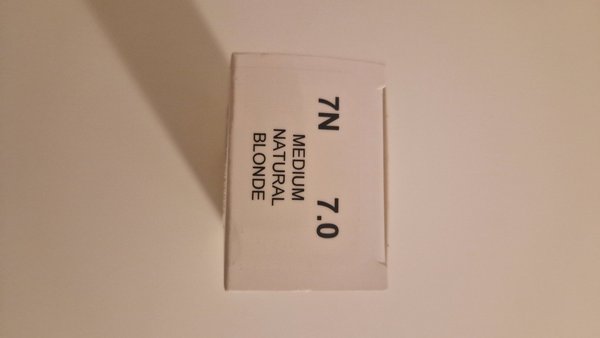 7N 7.0
MEDIUM
NATURAL
BLONDE